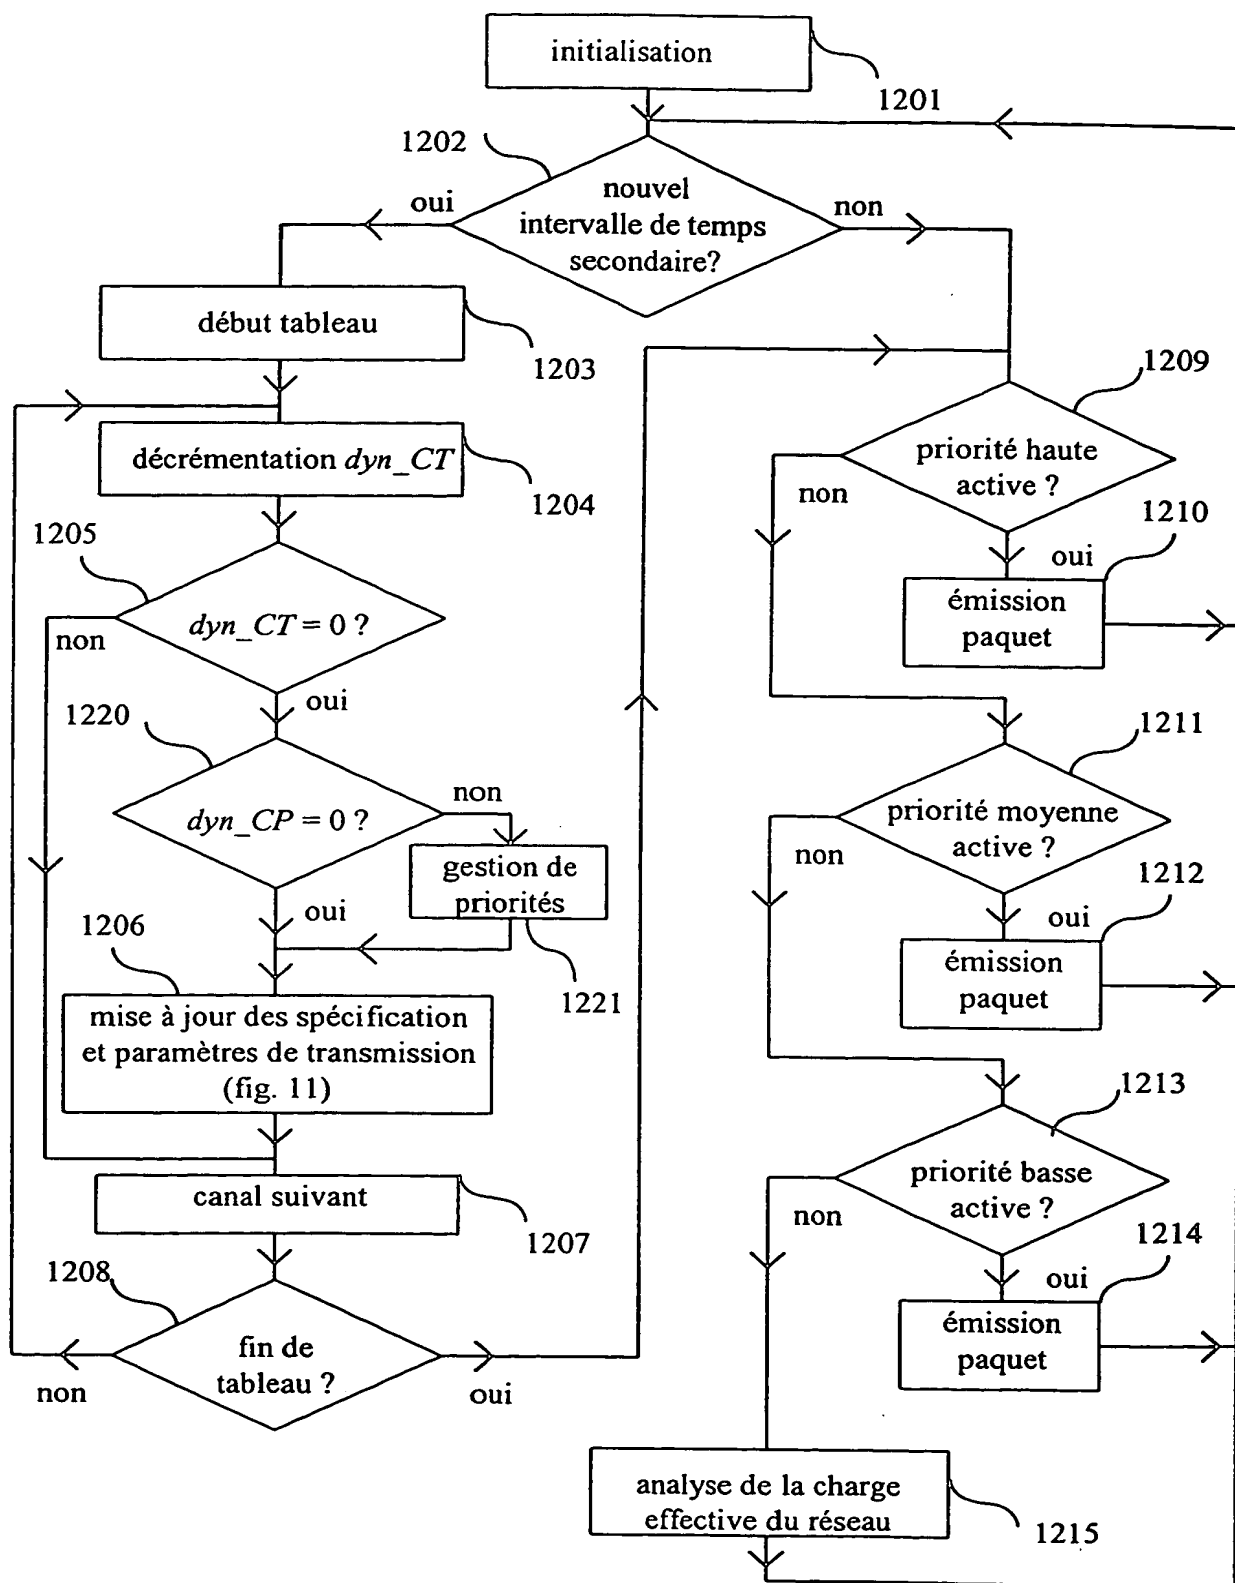 initialisation
1201
1202
nouvel
intervalle de temps
secondaire?
oui
non
début tableau
1203
décrémentation dyn_CT
1204
1205
dyn_CT = 0 ?
non
oui
1220
dyn_CP = 0 ?
non
gestion de
priorités
1221
oui
1206
mise à jour des spécification
et paramètres de transmission
(fig. 11)
canal suivant
1207
1208
fin de
tableau ?
non
oui
1209
priorité haute
active ?
non
oui
1210
émission
paquet
1211
priorité moyenne
active ?
non
oui
1212
émission
paquet
1213
priorité basse
active ?
non
oui
1214
émission
paquet
analyse de la charge
effective du réseau
1215